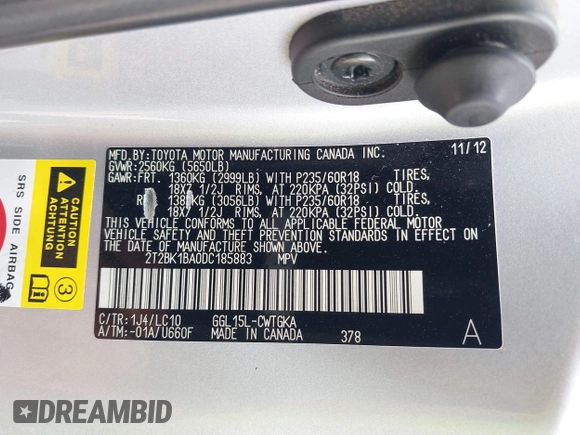 MFD.BY:TOYOTA MOTOR MANUFACTURING CANADA INC. 11/12
GVWR:2560KG(5650LB)
GAWR:FRT. 1360KG (2999LB) WITH P235/60R18 TIRES,
18X7 1/2J RIMS, AT 220KPA (32PSI) COLD.
(3056LB) WITH P235/60R18 TIRES,
18X7 1/2J RIMS, AT 220KPA (32PSI) COLD.
THIS VEHICLE CONFORMS TO ALL APPLICABLE FEDERAL MOTOR
VEHICLE SAFETY AND THEFT PREVENTION STANDARDS IN EFFECT ON
THE DATE OF MANUFACTURE SHOWN ABOVE.
2T2BK1BA0DC185883 MPV
C/TR:1J4/LC10 GGL15L-CWTGKA
A/TM:-01A/U660F MADE IN CANADA 378 A
SRS SIDE AIRBAG
CAUTION
ATTENTION
ACHTUNG
3
DREAMBID